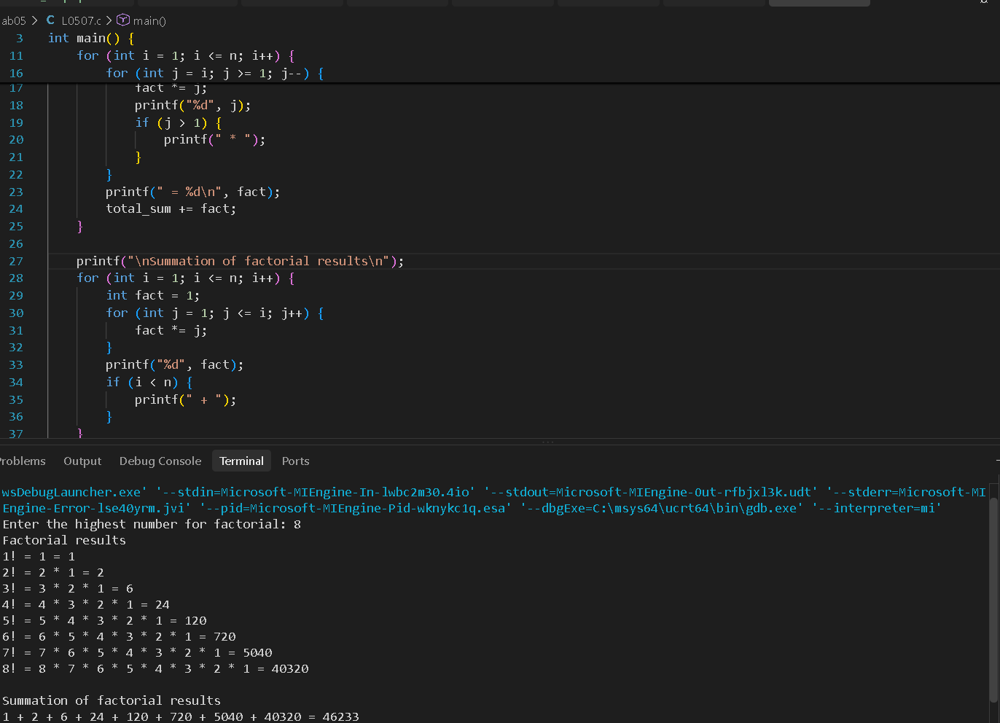 ab05 > C L0507.c > main()
3 int main() {
11 for (int i = 1; i <= n; i++) {
16 for (int j = i; j >= 1; j--) {
17 fact *= j;
18 printf("%d", j);
19 if (j > 1) {
20 printf(" * ");
21 }
22 }
23 printf(" = %d\n", fact);
24 total_sum += fact;
25 }
26
27 printf("\nSummation of factorial results\n");
28 for (int i = 1; i <= n; i++) {
29 int fact = 1;
30 for (int j = 1; j <= i; j++) {
31 fact *= j;
32 }
33 printf("%d", fact);
34 if (i < n) {
35 printf(" + ");
36 }
37 }
Problems Output Debug Console Terminal Ports
wsDebugLauncher.exe' '--stdin=Microsoft-MIEngine-In-lwbc2m30.4io' '--stdout=Microsoft-MIEngine-Out-rfbjxl3k.udt' '--stderr=Microsoft-MI
Engine-Error-lse40yrm.jvi' '--pid=Microsoft-MIEngine-Pid-wknykc1q.esa' '--dbgExe=C:\msys64\ucrt64\bin\gdb.exe' '--interpreter=mi'
Enter the highest number for factorial: 8
Factorial results
1! = 1 = 1
2! = 2 * 1 = 2
3! = 3 * 2 * 1 = 6
4! = 4 * 3 * 2 * 1 = 24
5! = 5 * 4 * 3 * 2 * 1 = 120
6! = 6 * 5 * 4 * 3 * 2 * 1 = 720
7! = 7 * 6 * 5 * 4 * 3 * 2 * 1 = 5040
8! = 8 * 7 * 6 * 5 * 4 * 3 * 2 * 1 = 40320
Summation of factorial results
1 + 2 + 6 + 24 + 120 + 720 + 5040 + 40320 = 46233